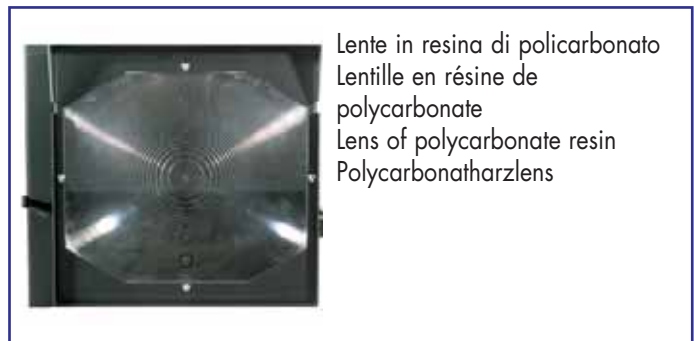 Lente in resina di policarbonato
Lentille en résine de
polycarbonate
Lens of polycarbonate resin
Polycarbonatharzlens